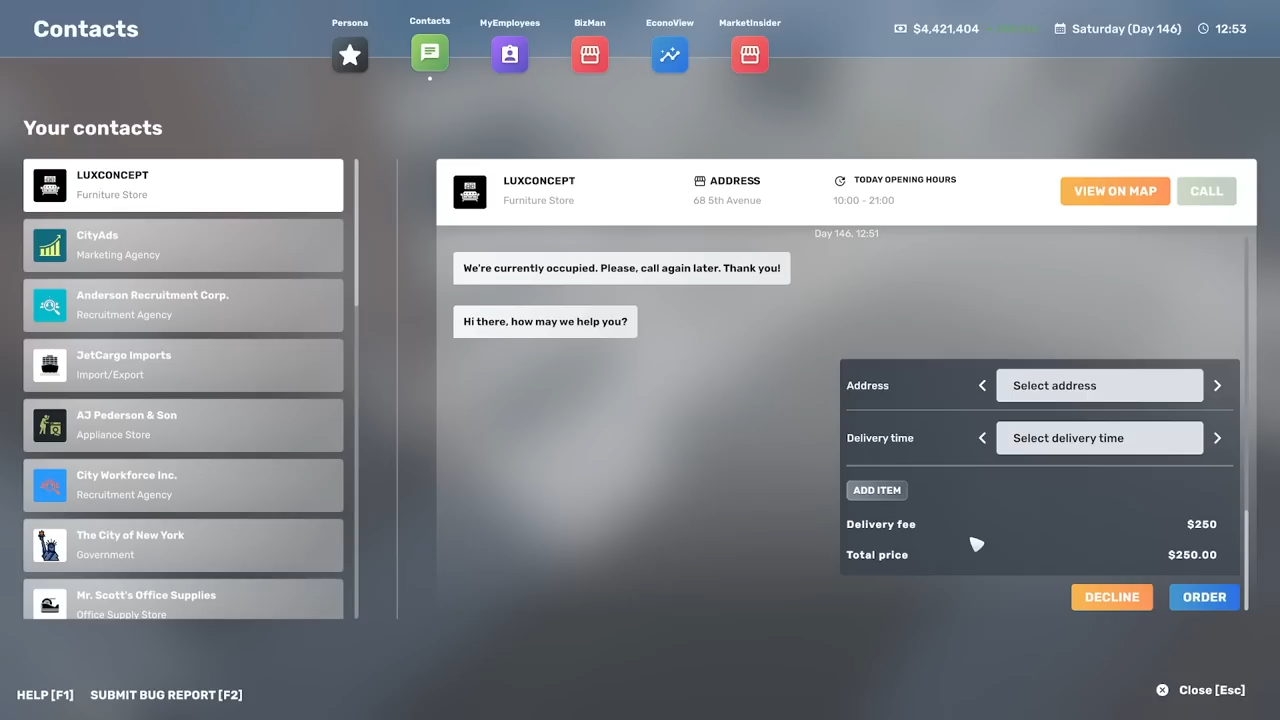 Contacts
Persona
Contacts
MyEmployees
BizMan
EconoView
MarketInsider
$4,421,404
Saturday (Day 146)
12:53
Your contacts
LUXCONCEPT
Furniture Store
CityAds
Marketing Agency
Anderson Recruitment Corp.
Recruitment Agency
JetCargo Imports
Import/Export
AJ Pederson & Son
Appliance Store
City Workforce Inc.
Recruitment Agency
The City of New York
Government
Mr. Scott's Office Supplies
Office Supply Store
LUXCONCEPT
Furniture Store
ADDRESS
68 5th Avenue
TODAY OPENING HOURS
10:00 - 21:00
VIEW ON MAP
CALL
Day 146, 12:51
We're currently occupied. Please, call again later. Thank you!
Hi there, how may we help you?
Address
Select address
Delivery time
Select delivery time
ADD ITEM
Delivery fee
$250
Total price
$250.00
DECLINE
ORDER
HELP [F1]
SUBMIT BUG REPORT [F2]
Close [Esc]